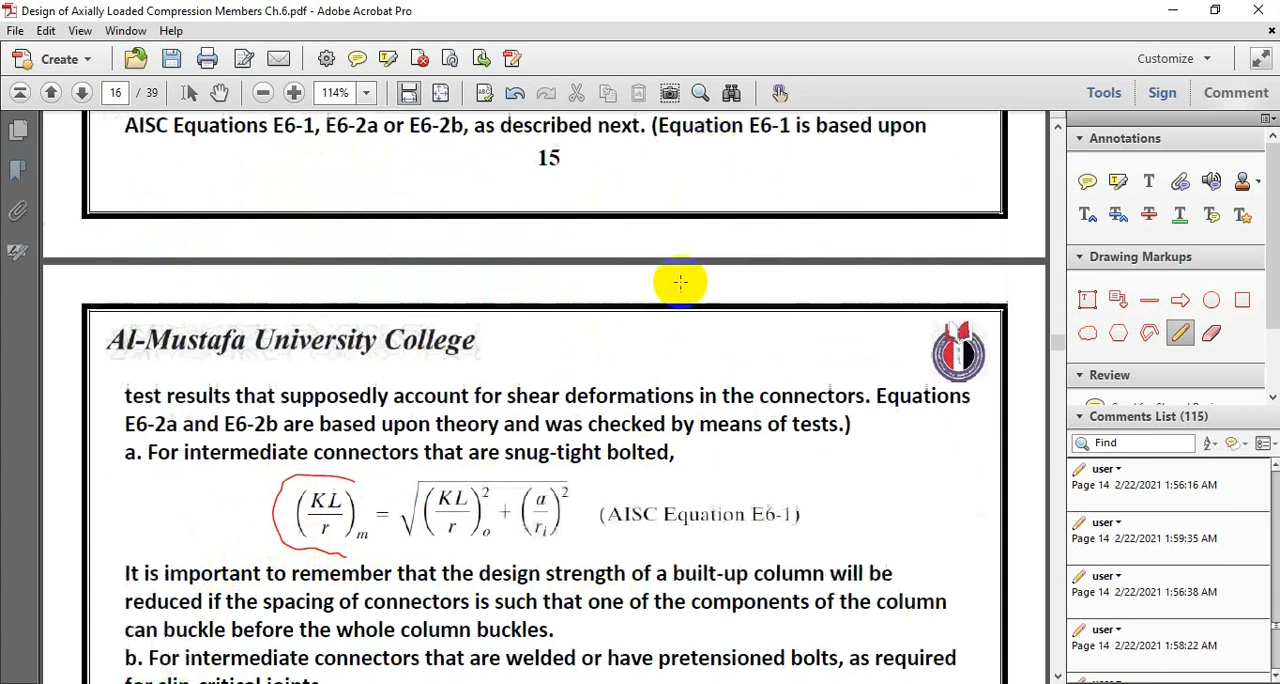 Design of Axially Loaded Compression Members Ch.6.pdf - Adobe Acrobat Pro
File Edit View Window Help
Create Customize
16 / 39 114% Tools Sign Comment
AISC Equations E6-1, E6-2a or E6-2b, as described next. (Equation E6-1 is based upon
15
Al-Mustafa University College
test results that supposedly account for shear deformations in the connectors. Equations
E6-2a and E6-2b are based upon theory and was checked by means of tests.)
a. For intermediate connectors that are snug-tight bolted,
(KL/r)m = √((KL/r)o² + (a/ri)²) (AISC Equation E6-1)
It is important to remember that the design strength of a built-up column will be
reduced if the spacing of connectors is such that one of the components of the column
can buckle before the whole column buckles.
b. For intermediate connectors that are welded or have pretensioned bolts, as required
for slip-critical joints
Annotations
Drawing Markups
Review
Comments List (115)
Find
user
Page 14 2/22/2021 1:56:16 AM
user
Page 14 2/22/2021 1:59:35 AM
user
Page 14 2/22/2021 1:56:38 AM
user
Page 14 2/22/2021 1:58:22 AM